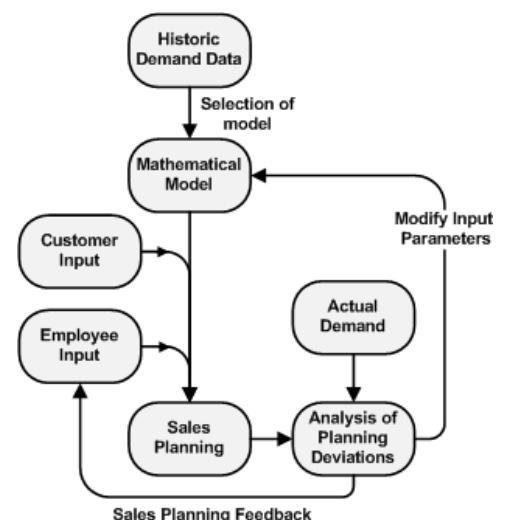 Historic
Demand Data
Selection of
model
Mathematical
Model
Modify Input
Parameters
Customer
Input
Actual
Demand
Employee
Input
Sales
Planning
Analysis of
Planning
Deviations
Sales Planning Feedback